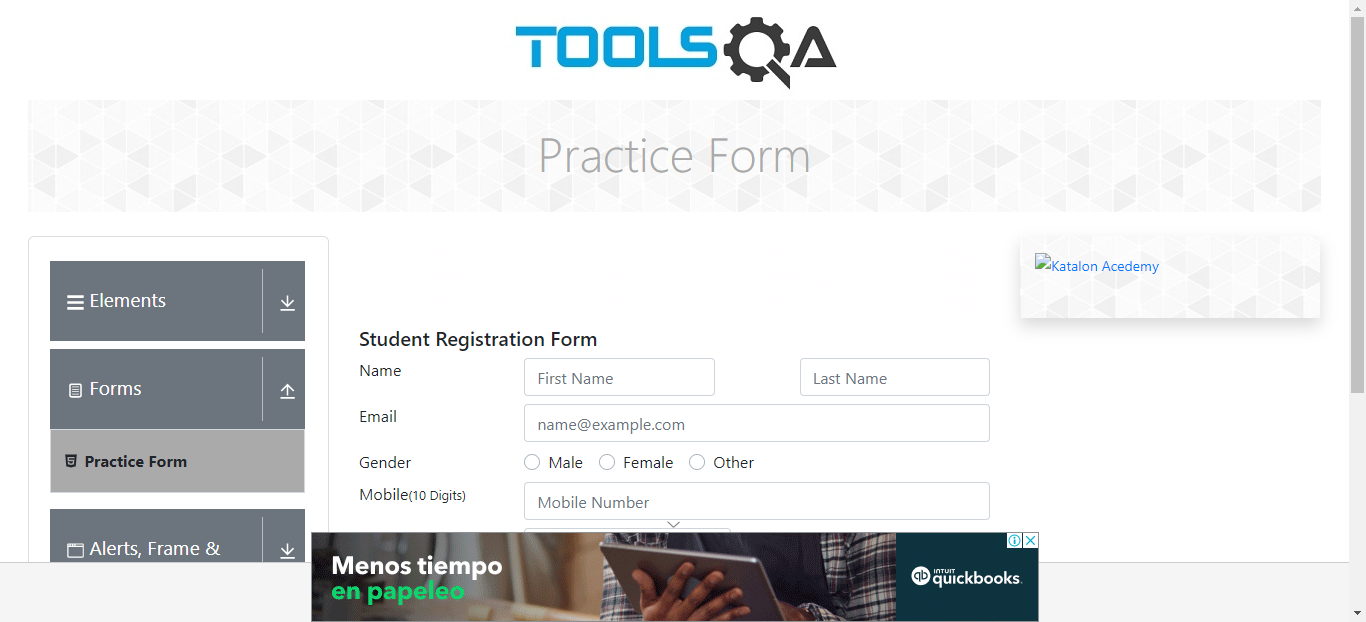 TOOLSQA
Practice Form
Elements
Forms
Practice Form
Alerts, Frame &
Katalon Acedemy
Student Registration Form
Name
First Name
Last Name
Email
name@example.com
Gender
Male
Female
Other
Mobile(10 Digits)
Mobile Number
Menos tiempo
en papeleo
INTUIT
quickbooks.